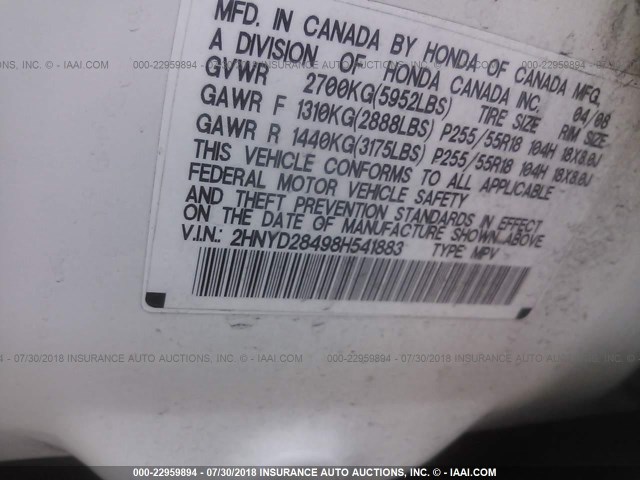 MFD. IN CANADA BY HONDA OF CANADA MFG.
A DIVISION OF HONDA CANADA INC. 04/08
GVWR 2700KG(5952LBS) TIRE SIZE RIM SIZE
GAWR F 1310KG(2888LBS) P255/55R18 104H 18X8.0J
GAWR R 1440KG(3175LBS) P255/55R18 104H 18X8.0J
THIS VEHICLE CONFORMS TO ALL APPLICABLE
FEDERAL MOTOR VEHICLE SAFETY
AND THEFT PREVENTION STANDARDS IN EFFECT
ON THE DATE OF MANUFACTURE SHOWN ABOVE
V.I.N.: 2HNYD28498H541883 TYPE: MPV
000-22959894 - 07/30/2018 INSURANCE AUTO AUCTIONS, INC. - © IAAI.COM